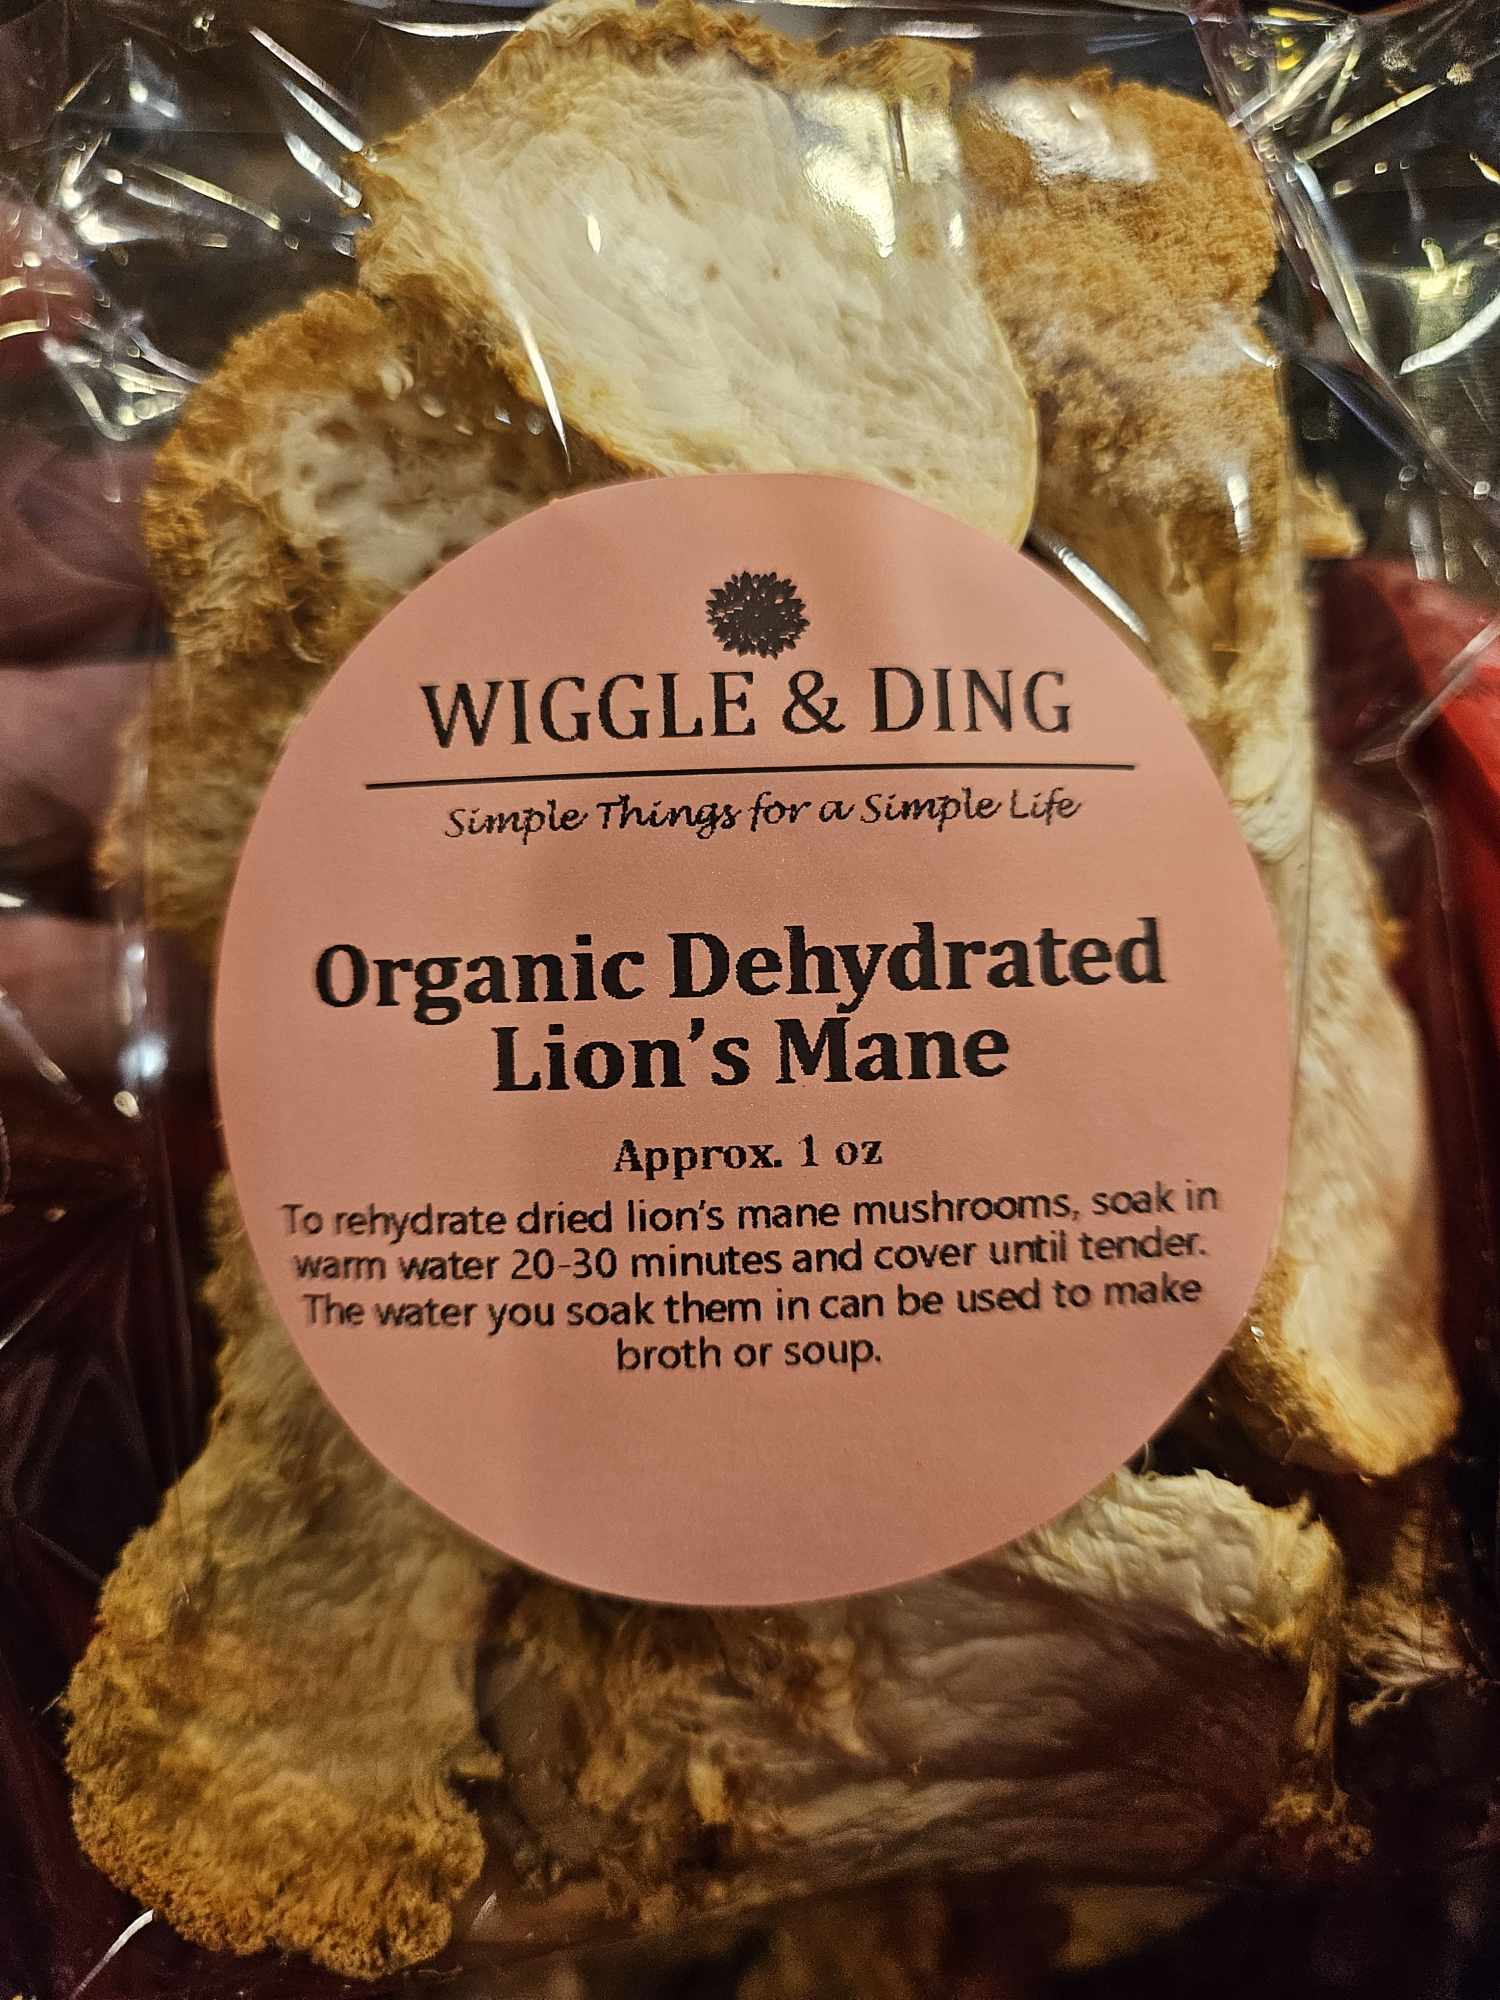 WIGGLE & DING
Simple Things for a Simple Life
Organic Dehydrated
Lion's Mane
Approx. 1 oz
To rehydrate dried lion's mane mushrooms, soak in
warm water 20-30 minutes and cover until tender.
The water you soak them in can be used to make
broth or soup.